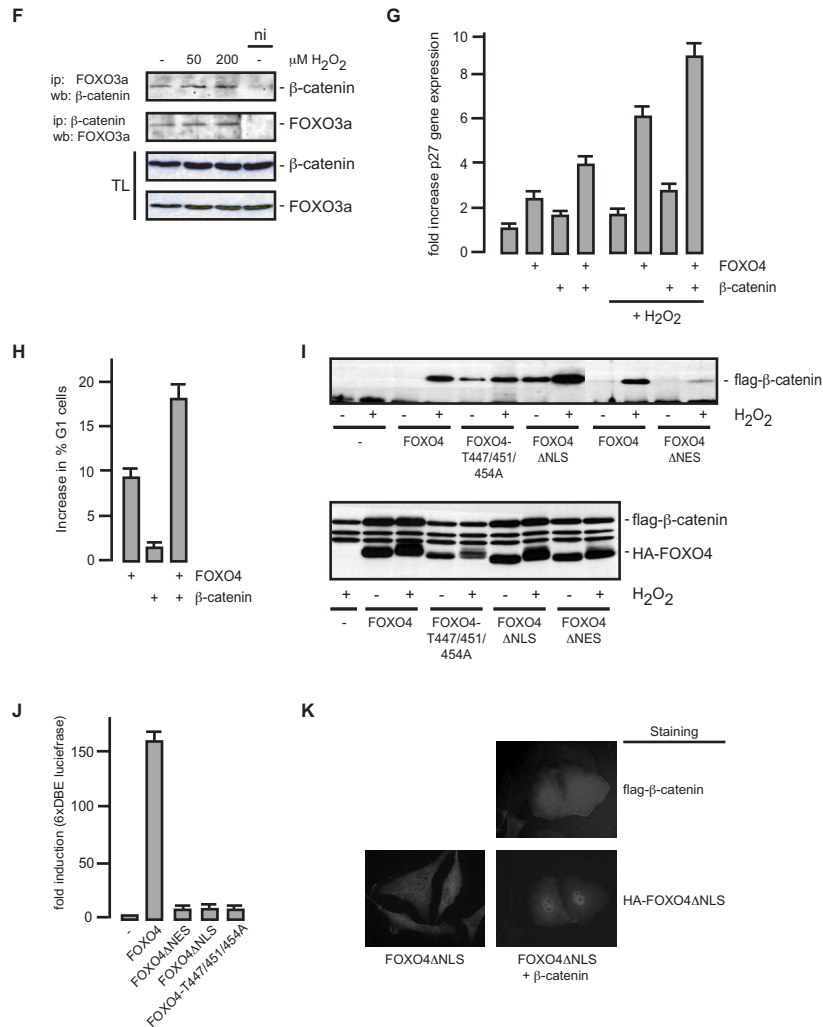 F
ni
- 50 200 - μM H2O2
ip: FOXO3a
wb: β-catenin
- β-catenin
ip: β-catenin
wb: FOXO3a
- FOXO3a
TL
- β-catenin
- FOXO3a
G
fold increase p27 gene expression
10
8
6
4
2
0
+ + + + FOXO4
+ + + + β-catenin
+ H2O2
H
Increase in % G1 cells
20
15
10
5
0
+ + FOXO4
+ + β-catenin
I
- flag-β-catenin
- + - + - + - + - + - + H2O2
- FOXO4 FOXO4-T447/451/454A FOXO4 ΔNLS FOXO4 FOXO4 ΔNES
- flag-β-catenin
- HA-FOXO4
+ - + - + - + - + H2O2
- FOXO4 FOXO4-T447/451/454A FOXO4 ΔNLS FOXO4 ΔNES
J
fold induction (6xDBE luciefrase)
150
100
50
0
-
FOXO4
FOXO4ΔNES
FOXO4ΔNLS
FOXO4-T447/451/454A
K
Staining
flag-β-catenin
HA-FOXO4ΔNLS
FOXO4ΔNLS
FOXO4ΔNLS
+ β-catenin